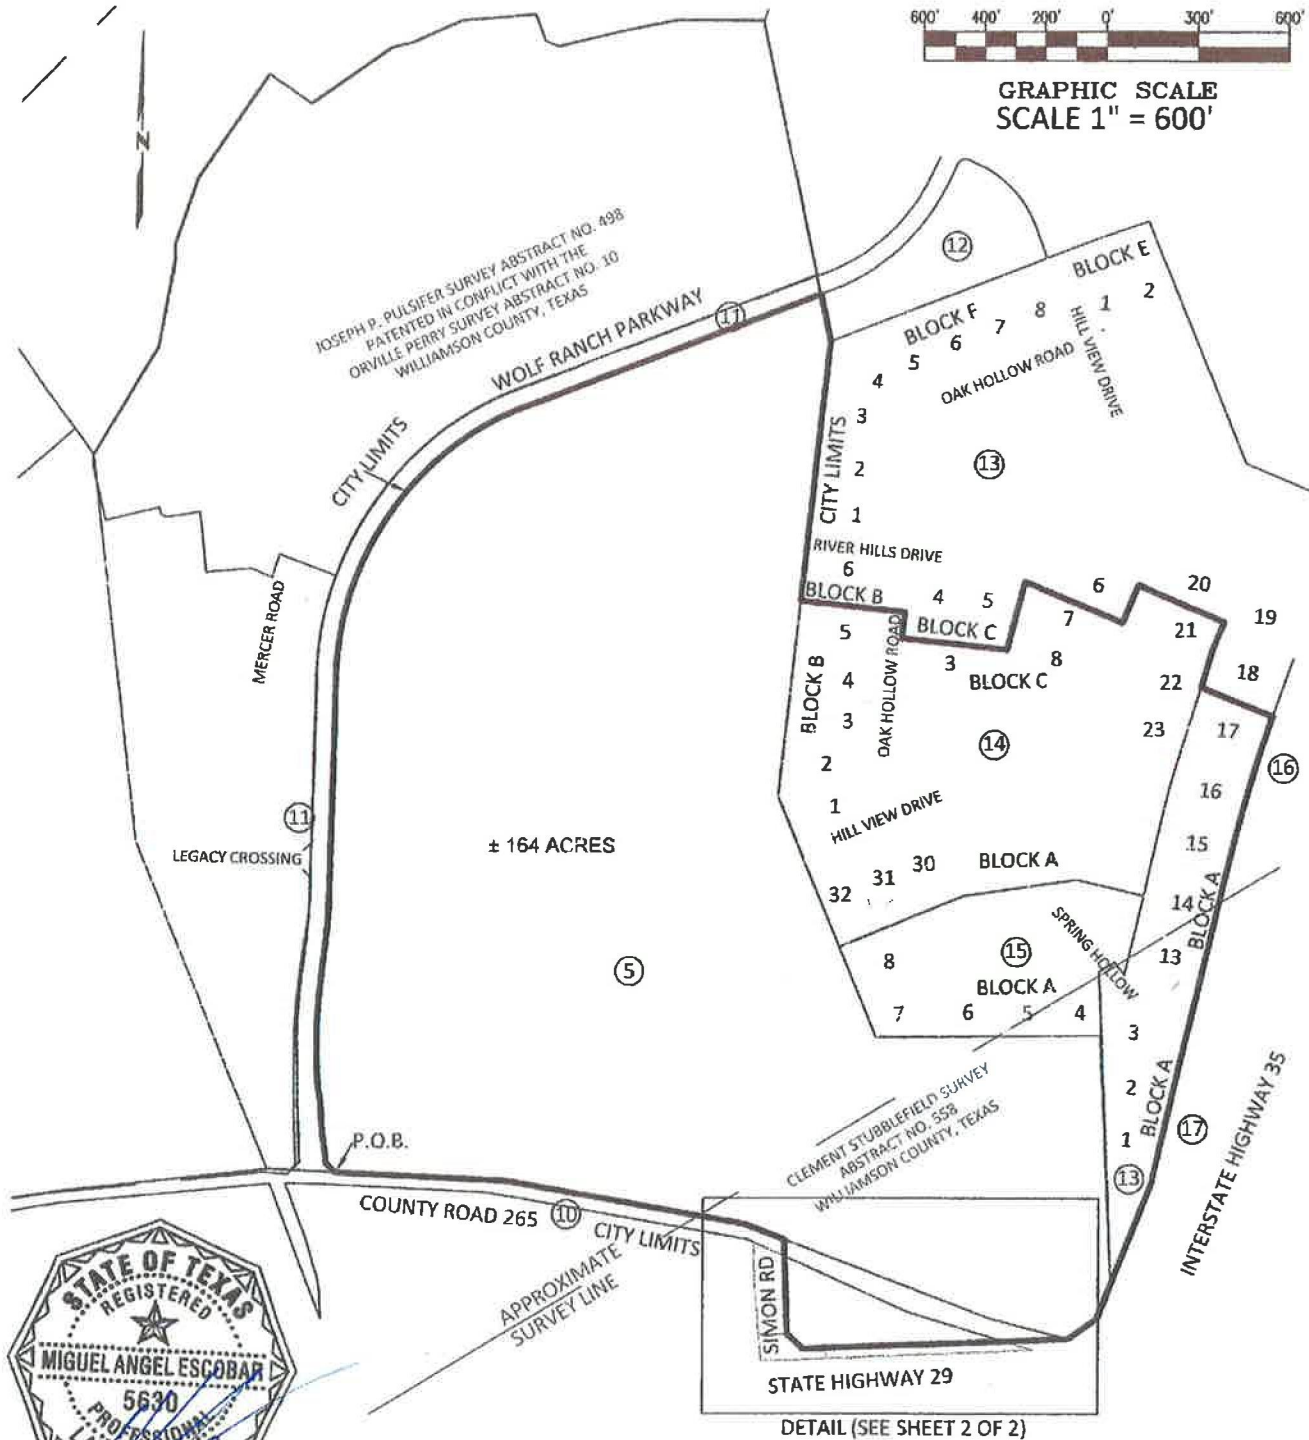 600' 400' 200' 0' 300' 600'
GRAPHIC SCALE
SCALE 1" = 600'
N
JOSEPH P. PULSIFER SURVEY ABSTRACT NO. 498
PATENTED IN CONFLICT WITH THE
ORVILLE PERRY SURVEY ABSTRACT NO. 10
WILLIAMSON COUNTY, TEXAS
WOLF RANCH PARKWAY
11
12
BLOCK E
BLOCK F
1 2
3 4 5 6 7 8
OAK HOLLOW ROAD
HILL VIEW DRIVE
CITY LIMITS
CITY LIMITS
2
1
13
RIVER HILLS DRIVE
6
BLOCK B
4 5
BLOCK C
6
7
20
19
21
18
5
OAK HOLLOW ROAD
3
8
BLOCK C
22
17
BLOCK B
4
3
2
1
14
23
16
16
HILL VIEW DRIVE
15
MERCER ROAD
11
LEGACY CROSSING
± 164 ACRES
32 31 30
BLOCK A
14
BLOCK A
13
SPRING HOLLOW
5
8
15
BLOCK A
7 6 5 4
3
2
1
BLOCK A
13
17
INTERSTATE HIGHWAY 35
CLEMENT STUBBLEFIELD SURVEY
ABSTRACT NO. 558
WILLIAMSON COUNTY, TEXAS
P.O.B.
COUNTY ROAD 265
10
CITY LIMITS
APPROXIMATE
SURVEY LINE
SIMON RD
STATE HIGHWAY 29
DETAIL (SEE SHEET 2 OF 2)
STATE OF TEXAS
REGISTERED
MIGUEL ANGEL ESCOBAR
5630
PROFESSIONAL